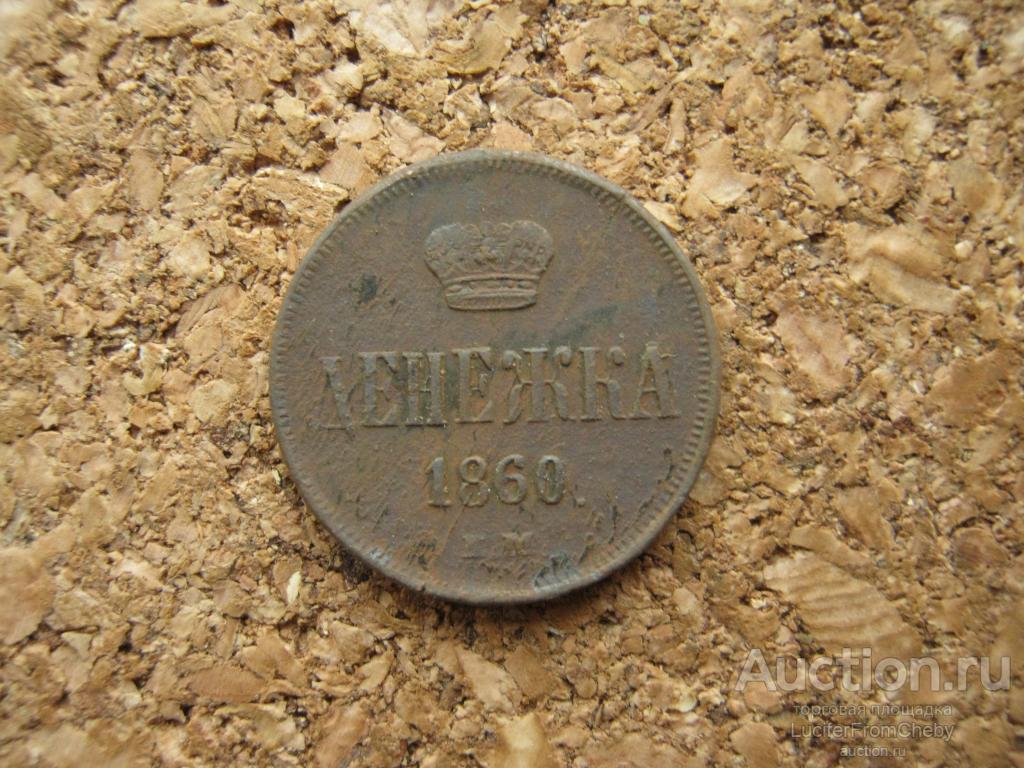 ДЕНЕЖКА
1860.
Е.М
Auction.ru
торговая площадка
LuciferFromCheby
auction.ru